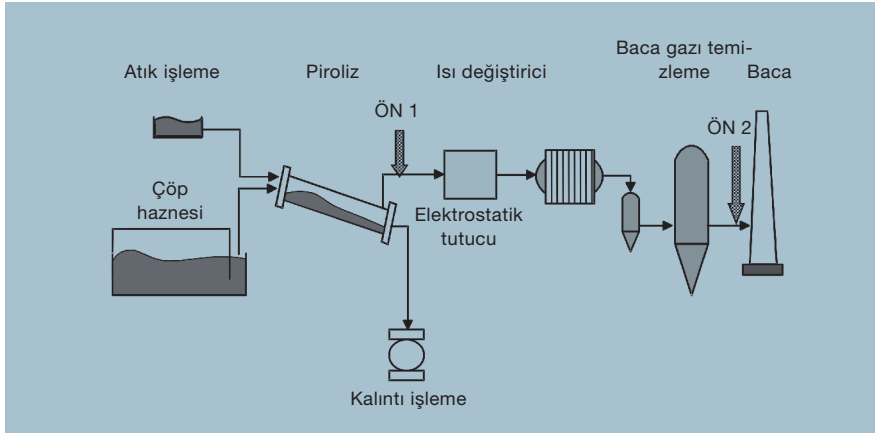 Atık işleme
Piroliz
Isı değiştirici
Baca gazı temi-
zleme
Baca
ÖN 1
ÖN 2
Çöp
haznesi
Elektrostatik
tutucu
Kalıntı işleme